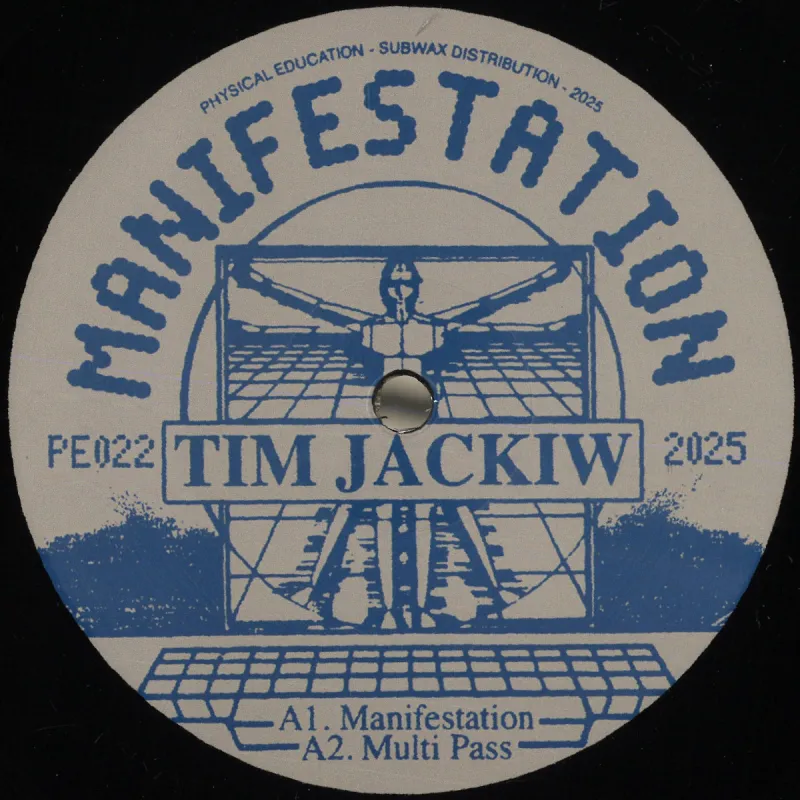 PHYSICAL EDUCATION - SUBWAX DISTRIBUTION - 2025
MANIFESTATION
PE022
TIM JACKIW
2025
A1. Manifestation
A2. Multi Pass